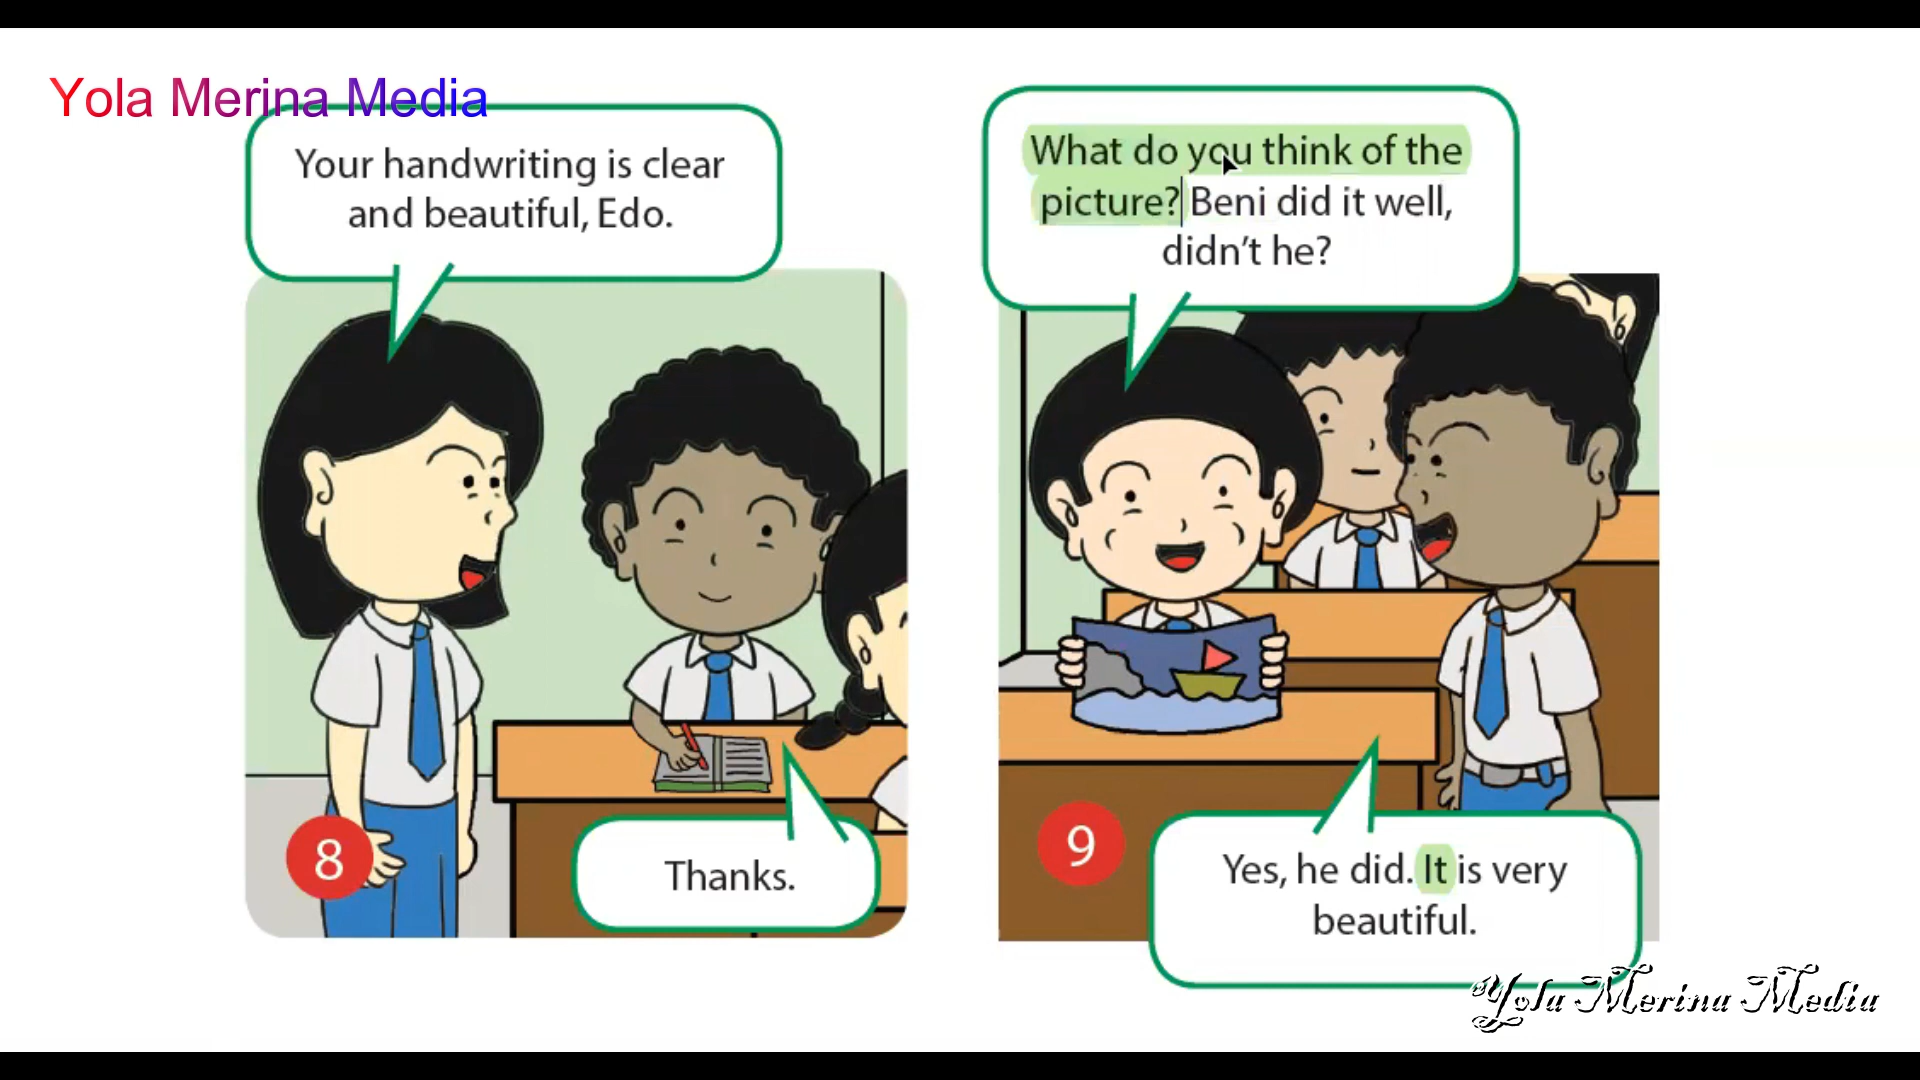 Yola Merina Media
Your handwriting is clear
and beautiful, Edo.
Thanks.
8
What do you think of the
picture? Beni did it well,
didn't he?
Yes, he did. It is very
beautiful.
9
Yola Merina Media